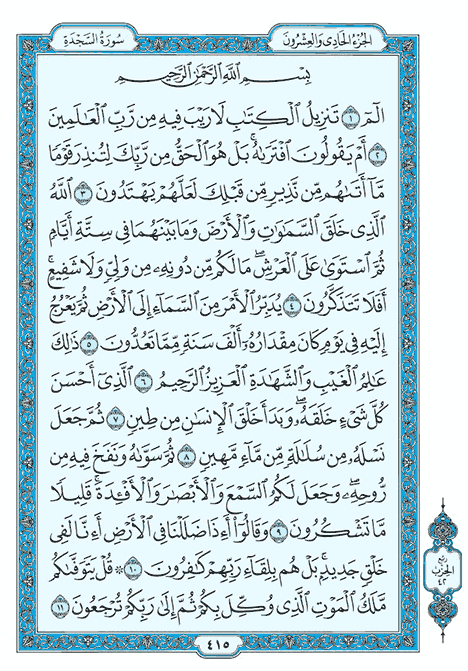 الجزء الحادي والعشرون
سورة السجدة
بِسْمِ ٱللَّهِ ٱلرَّحْمَٰنِ ٱلرَّحِيمِ
الٓمٓ ١ تَنزِيلُ ٱلْكِتَٰبِ لَا رَيْبَ فِيهِ مِن رَّبِّ ٱلْعَٰلَمِينَ
٢ أَمْ يَقُولُونَ ٱفْتَرَىٰهُ ۚ بَلْ هُوَ ٱلْحَقُّ مِن رَّبِّكَ لِتُنذِرَ قَوْمًا
مَّآ أَتَىٰهُم مِّن نَّذِيرٍ مِّن قَبْلِكَ لَعَلَّهُمْ يَهْتَدُونَ ٣ ٱللَّهُ
ٱلَّذِى خَلَقَ ٱلسَّمَٰوَٰتِ وَٱلْأَرْضَ وَمَا بَيْنَهُمَا فِى سِتَّةِ أَيَّامٍ
ثُمَّ ٱسْتَوَىٰ عَلَى ٱلْعَرْشِ ۖ مَا لَكُم مِّن دُونِهِۦ مِن وَلِىٍّ وَلَا شَفِيعٍ ۚ
أَفَلَا تَتَذَكَّرُونَ ٤ يُدَبِّرُ ٱلْأَمْرَ مِنَ ٱلسَّمَآءِ إِلَى ٱلْأَرْضِ ثُمَّ يَعْرُجُ
إِلَيْهِ فِى يَوْمٍ كَانَ مِقْدَارُهُۥٓ أَلْفَ سَنَةٍ مِّمَّا تَعُدُّونَ ٥ ذَٰلِكَ
عَٰلِمُ ٱلْغَيْبِ وَٱلشَّهَٰدَةِ ٱلْعَزِيزُ ٱلرَّحِيمُ ٦ ٱلَّذِىٓ أَحْسَنَ
كُلَّ شَىْءٍ خَلَقَهُۥ ۖ وَبَدَأَ خَلْقَ ٱلْإِنسَٰنِ مِن طِينٍ ٧ ثُمَّ جَعَلَ
نَسْلَهُۥ مِن سُلَٰلَةٍ مِّن مَّآءٍ مَّهِينٍ ٨ ثُمَّ سَوَّىٰهُ وَنَفَخَ فِيهِ مِن
رُّوحِهِۦ ۖ وَجَعَلَ لَكُمُ ٱلسَّمْعَ وَٱلْأَبْصَٰرَ وَٱلْأَفْـِٔدَةَ ۚ قَلِيلًا
مَّا تَشْكُرُونَ ٩ وَقَالُوٓا۟ أَءِذَا ضَلَلْنَا فِى ٱلْأَرْضِ أَءِنَّا لَفِى
خَلْقٍ جَدِيدٍۭ ۚ بَلْ هُم بِلِقَآءِ رَبِّهِمْ كَٰفِرُونَ ١٠ ۞ قُلْ يَتَوَفَّىٰكُم
مَّلَكُ ٱلْمَوْتِ ٱلَّذِى وُكِّلَ بِكُمْ ثُمَّ إِلَىٰ رَبِّكُمْ تُرْجَعُونَ ١١
ربع
الحزب
٤٢
٤١٥